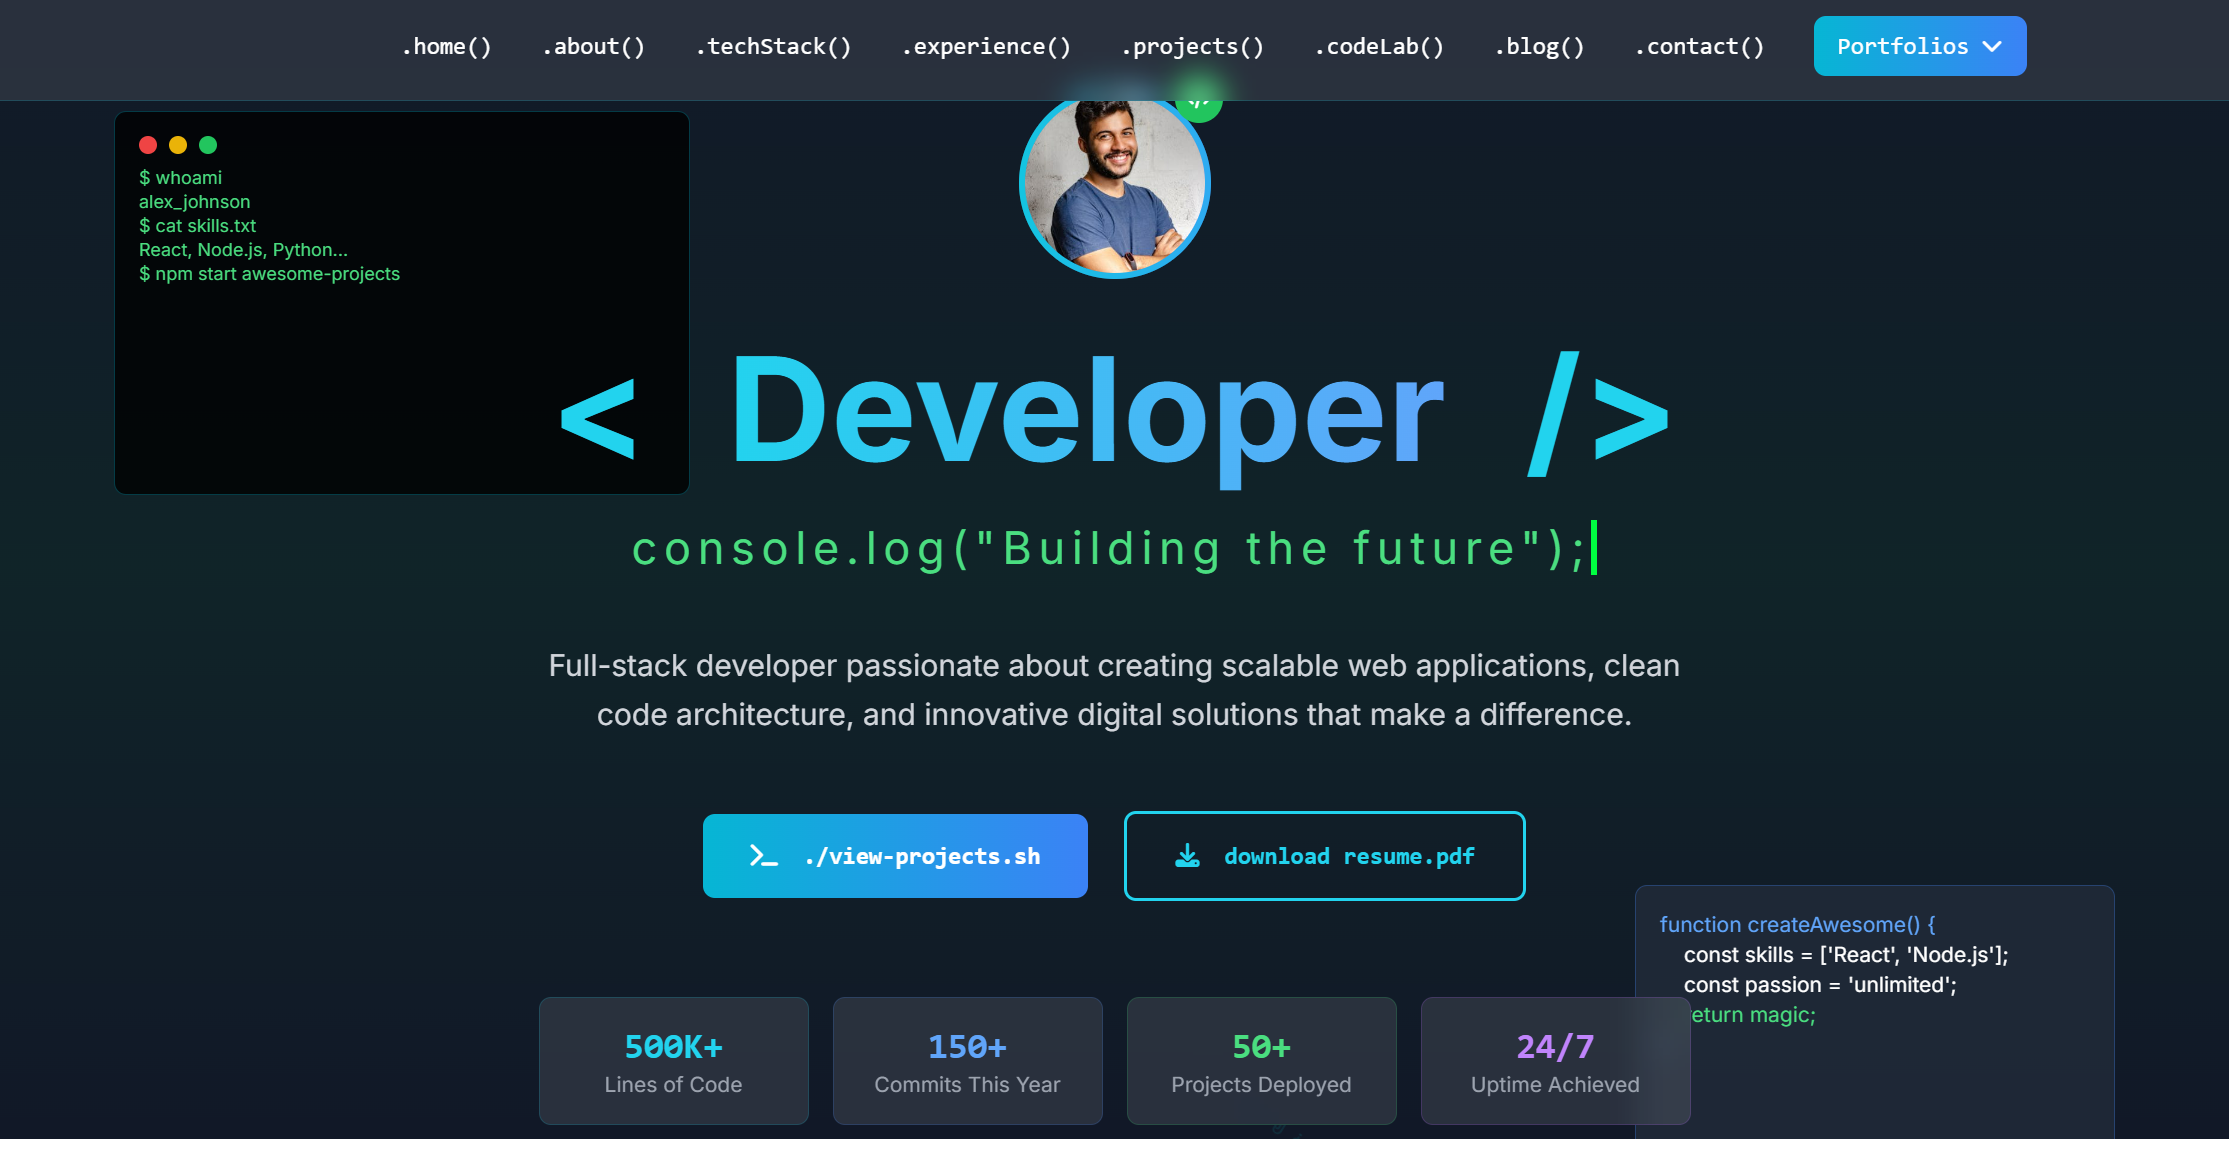 .home() .about() .techStack() .experience() .projects() .codeLab() .blog() .contact() Portfolios
$ whoami
alex_johnson
$ cat skills.txt
React, Node.js, Python...
$ npm start awesome-projects
< Developer />
console.log("Building the future");
Full-stack developer passionate about creating scalable web applications, clean
code architecture, and innovative digital solutions that make a difference.
./view-projects.sh
download resume.pdf
function createAwesome() {
const skills = ['React', 'Node.js'];
const passion = 'unlimited';
eturn magic;
500K+
Lines of Code
150+
Commits This Year
50+
Projects Deployed
24/7
Uptime Achieved